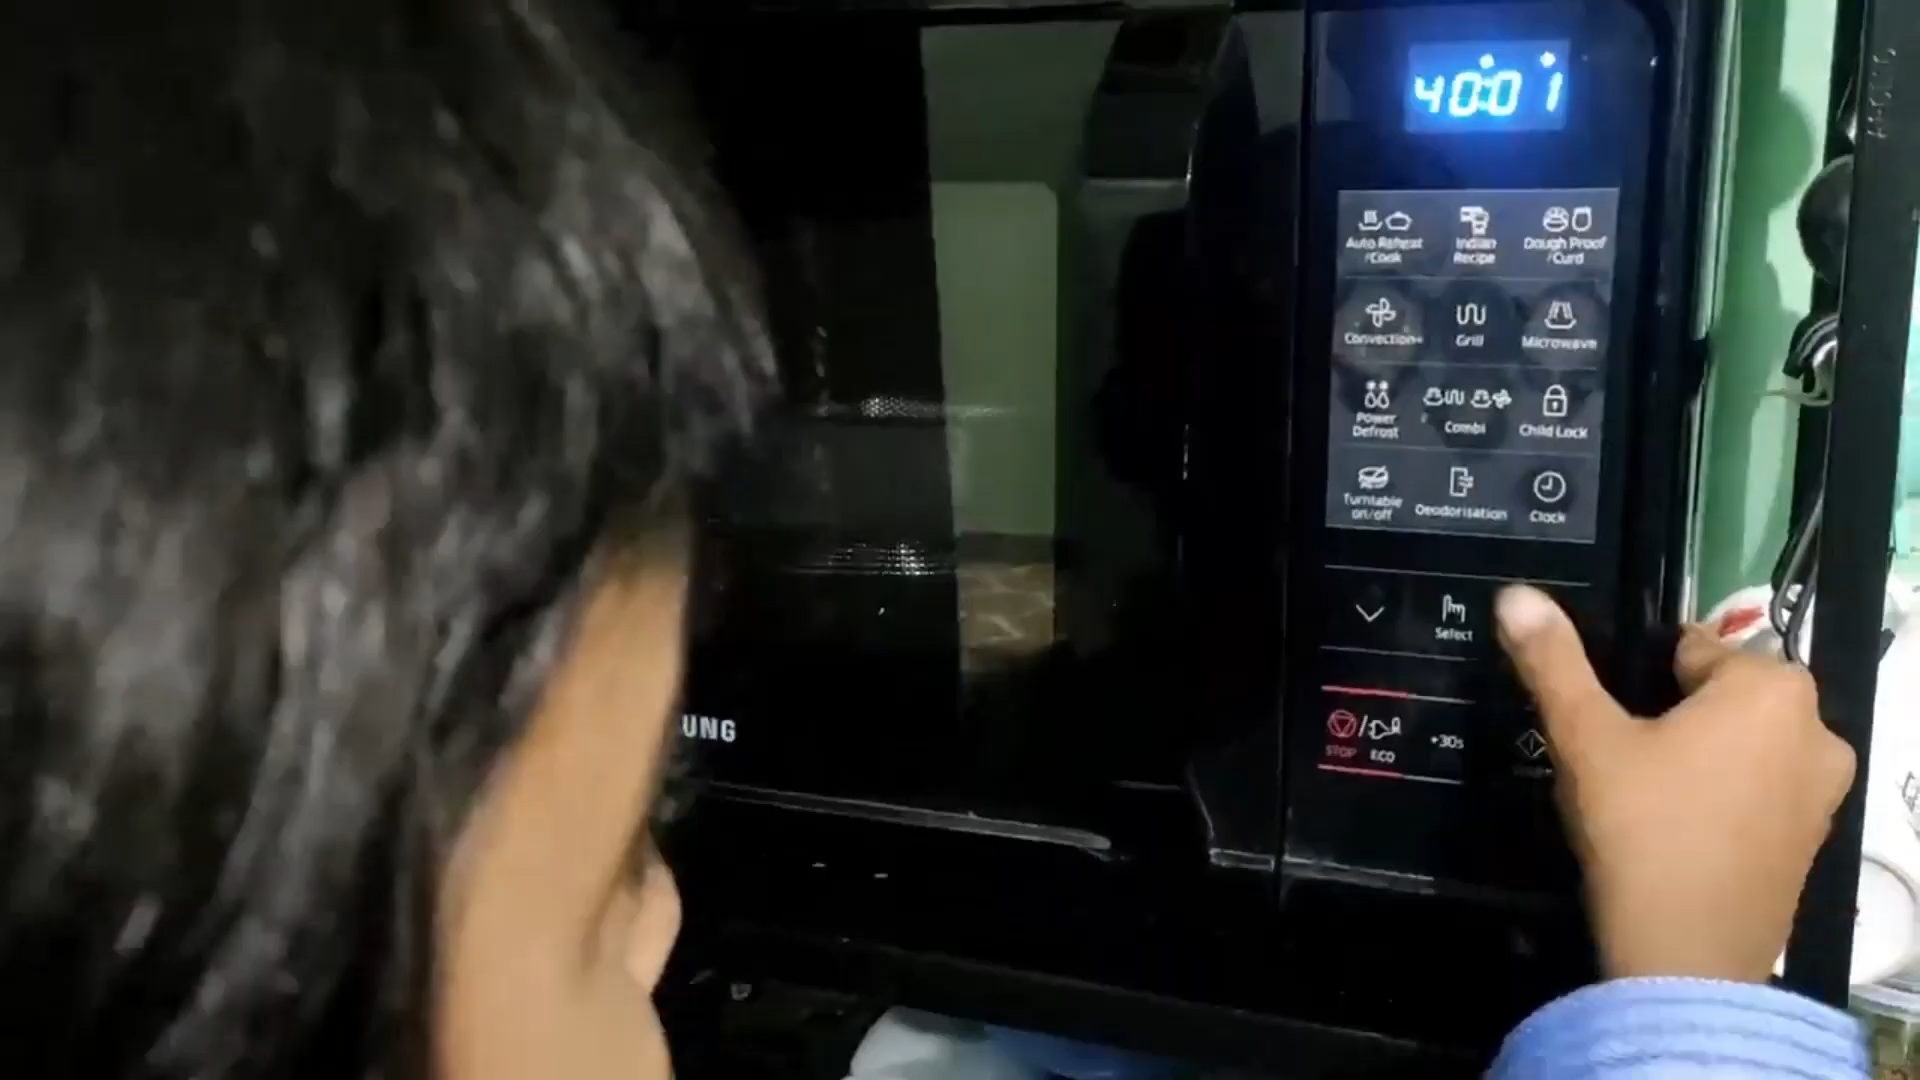 40:01
Auto Reheat
/Cook
Indian
Recipe
Dough Proof
/Curd
Convection
Grill
Microwave
Power
Defrost
Combi
Child Lock
Turntable
on/off
Deodorisation
Clock
Select
UNG
STOP
/
ECO
+30s